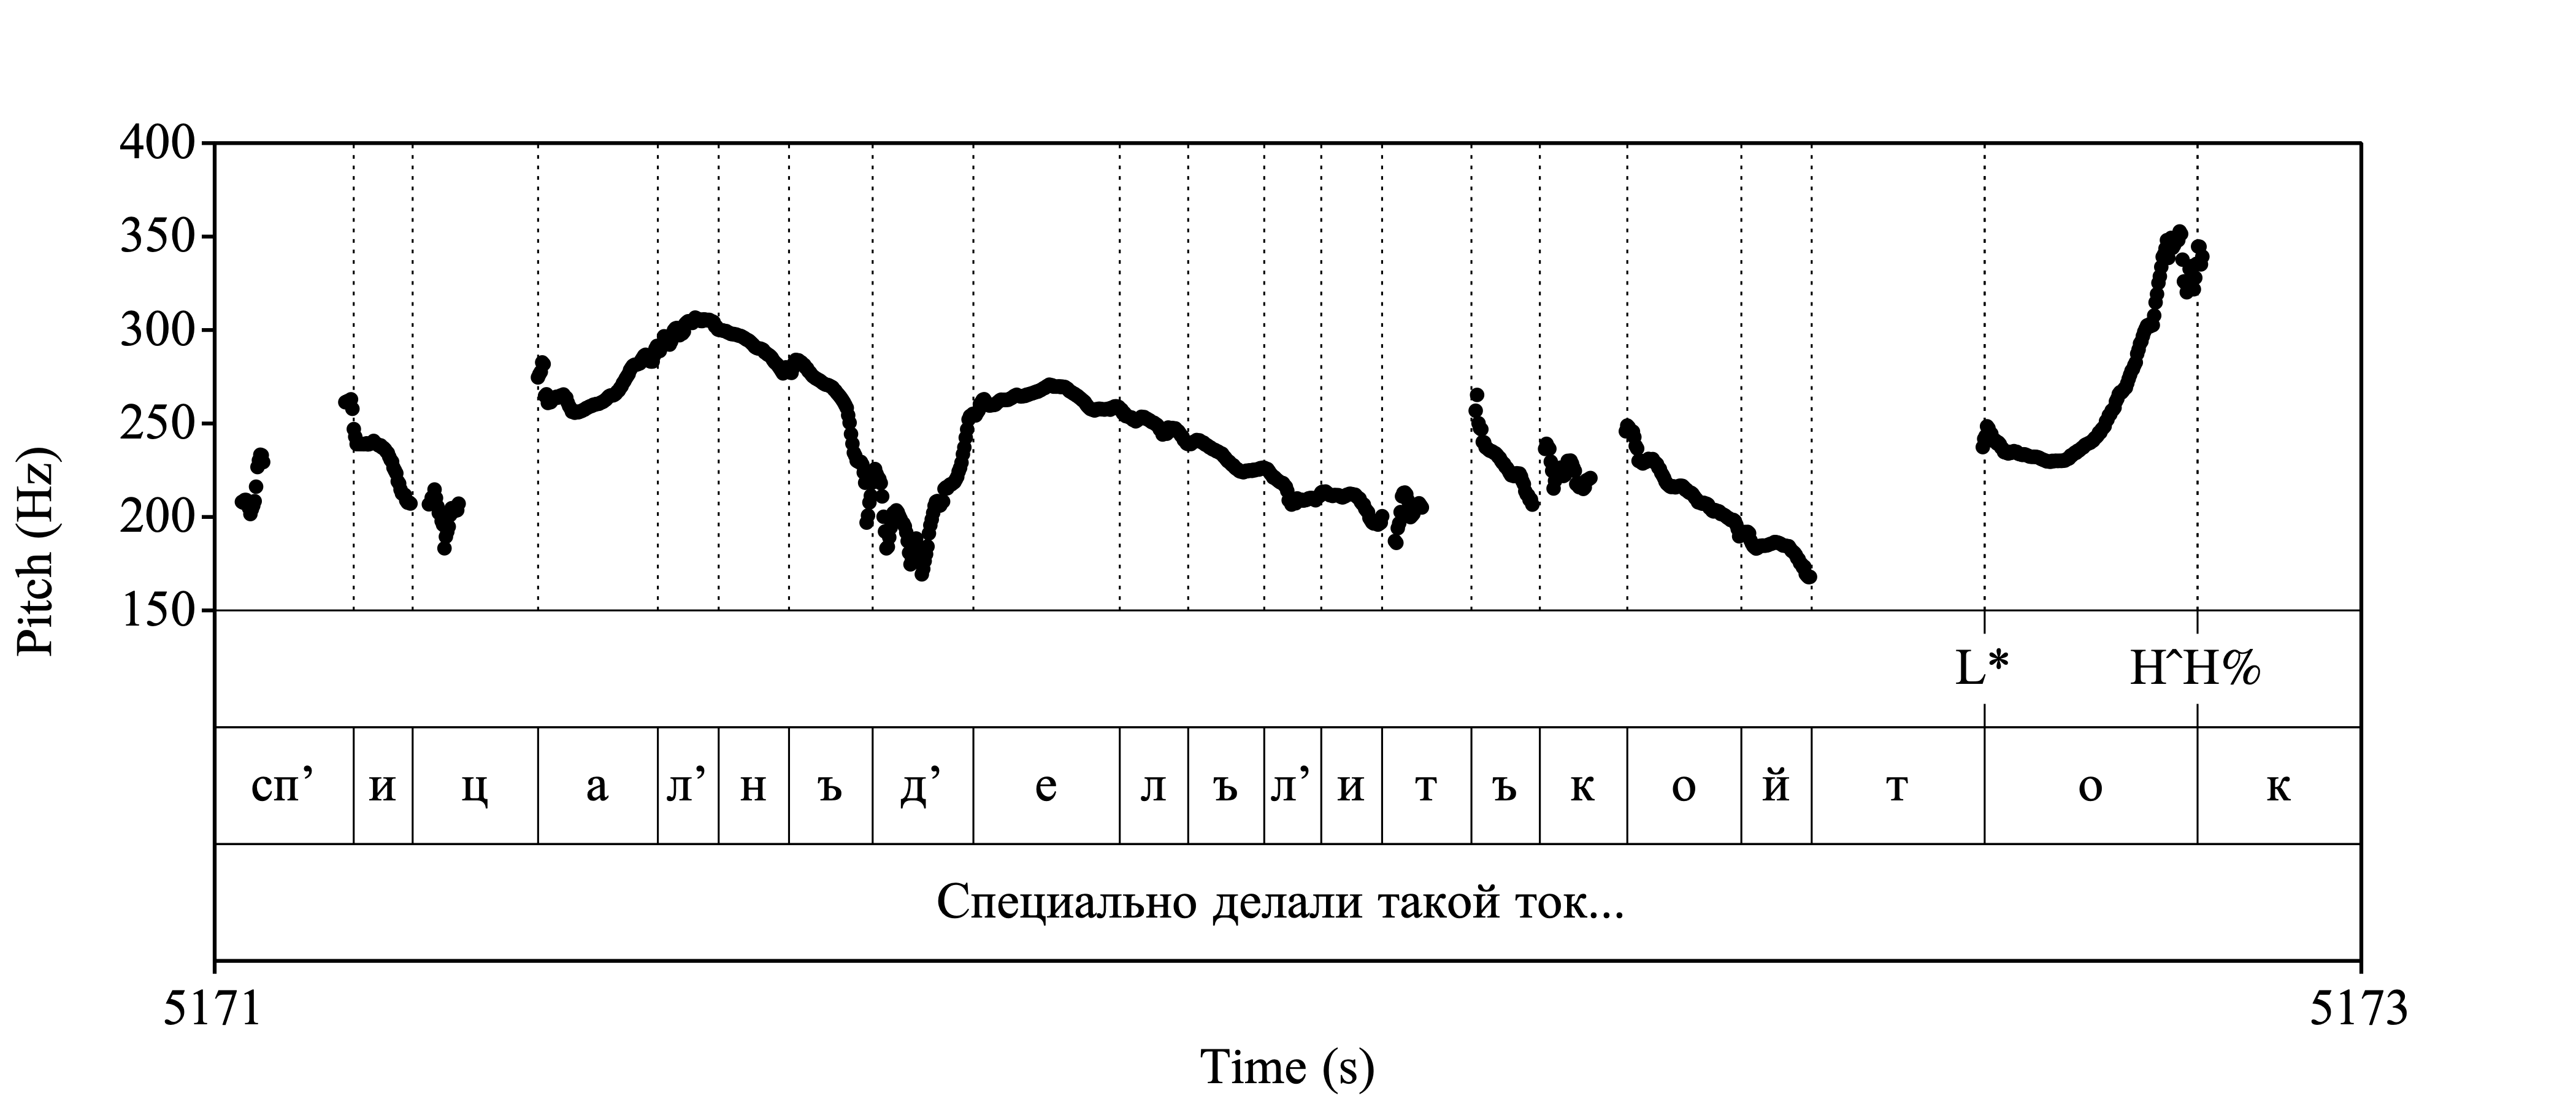 400
350
300
250
200
150
Pitch (Hz)
L* H^H%
сп’ и ц а л’ н ъ д’ е л ъ л’ и т ъ к о й т о к
Специально делали такой ток...
5171 5173
Time (s)